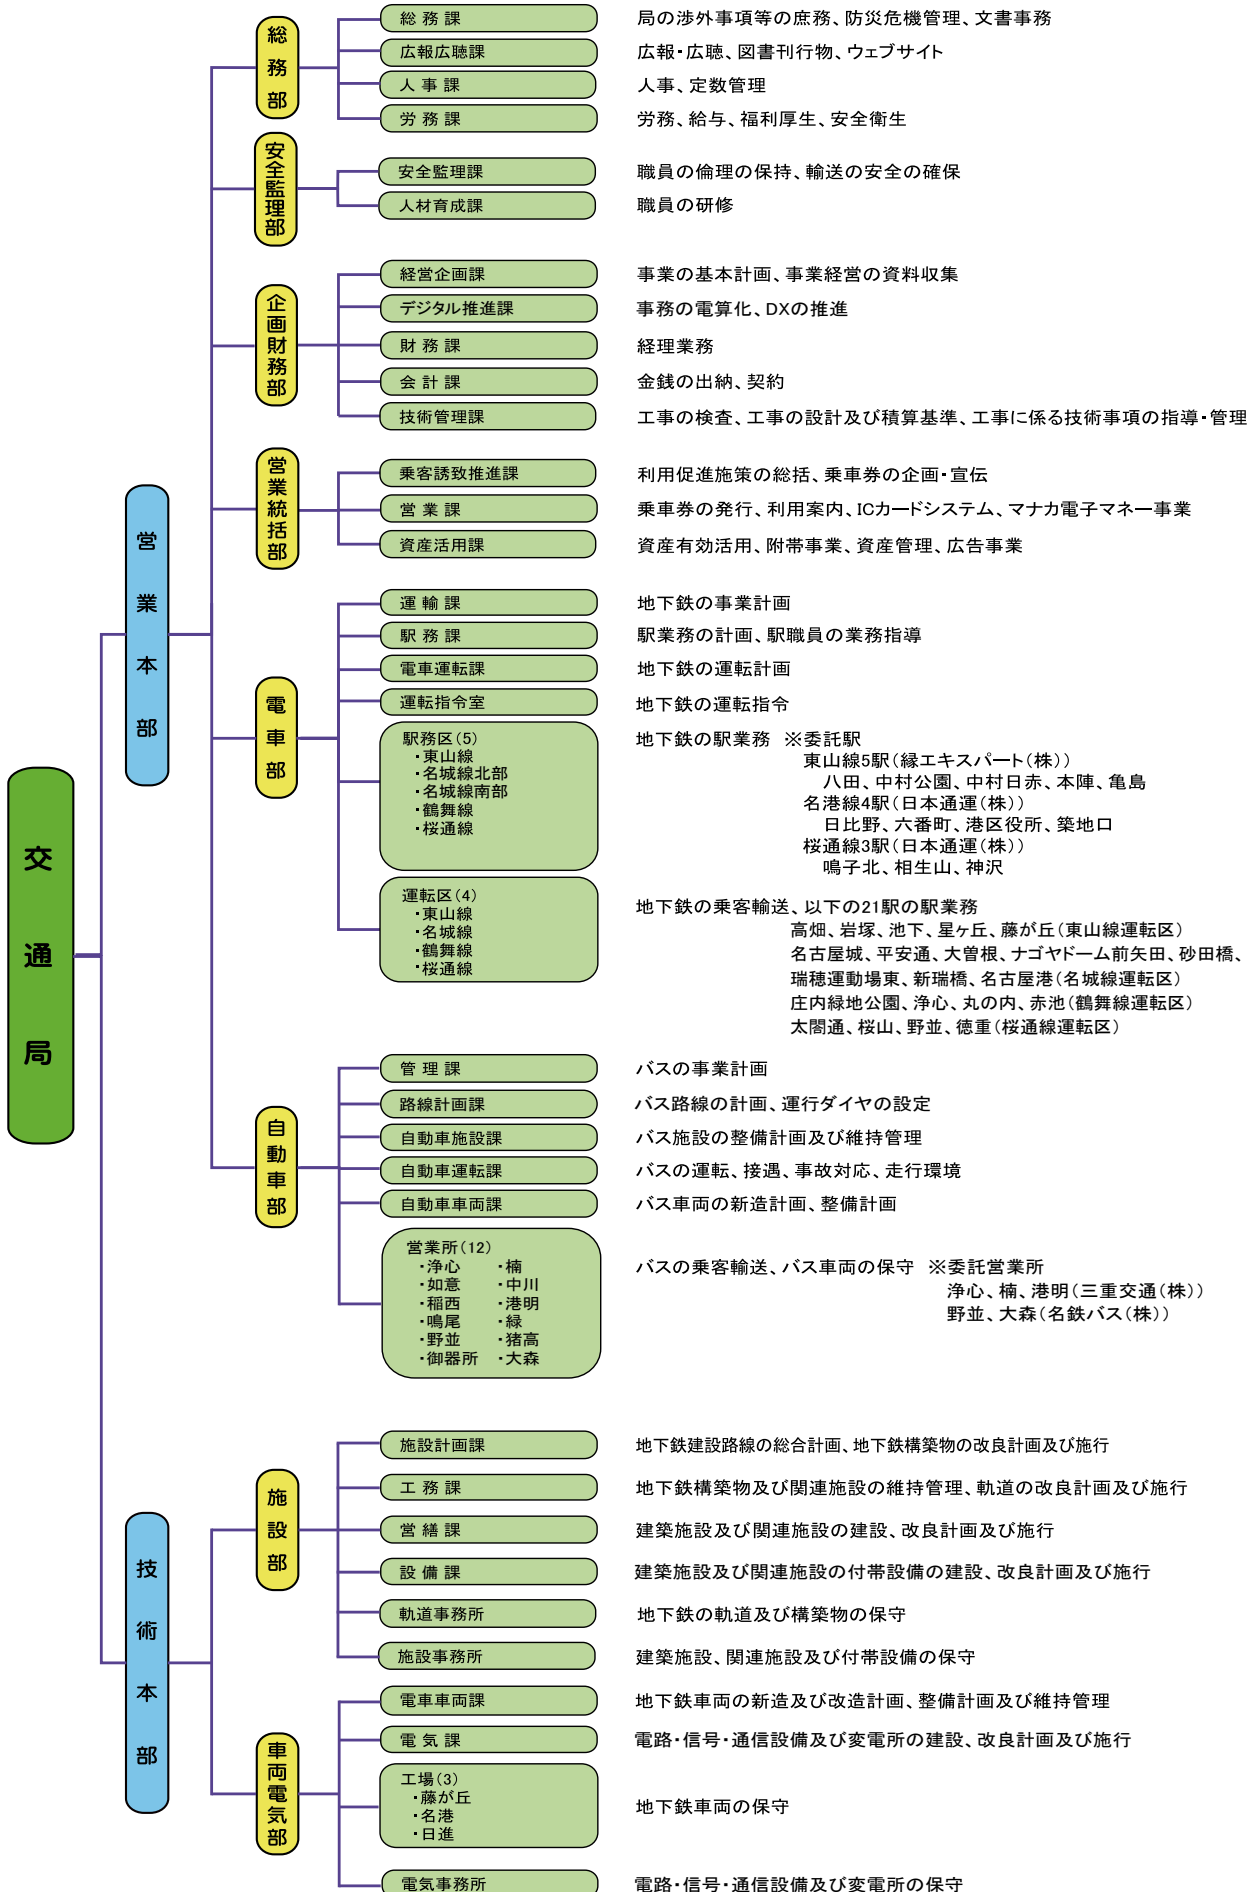 交通局
営業本部
総務部
総務課 局の渉外事項等の庶務、防災危機管理、文書事務
広報広聴課 広報・広聴、図書刊行物、ウェブサイト
人事課 人事、定数管理
労務課 労務、給与、福利厚生、安全衛生
安全監理部
安全監理課 職員の倫理の保持、輸送の安全の確保
人材育成課 職員の研修
企画財務部
経営企画課 事業の基本計画、事業経営の資料収集
デジタル推進課 事務の電算化、DXの推進
財務課 経理業務
会計課 金銭の出納、契約
技術管理課 工事の検査、工事の設計及び積算基準、工事に係る技術事項の指導・管理
営業統括部
乗客誘致推進課 利用促進施策の総括、乗車券の企画・宣伝
営業課 乗車券の発行、利用案内、ICカードシステム、マナカ電子マネー事業
資産活用課 資産有効活用、附帯事業、資産管理、広告事業
電車部
運輸課 地下鉄の事業計画
駅務課 駅業務の計画、駅職員の業務指導
電車運転課 地下鉄の運転計画
運転指令室 地下鉄の運転指令
駅務区(5)
・東山線
・名城線北部
・名城線南部
・鶴舞線
・桜通線
地下鉄の駅業務 ※委託駅
東山線5駅(縁エキスパート(株))
八田、中村公園、中村日赤、本陣、亀島
名港線4駅(日本通運(株))
日比野、六番町、港区役所、築地口
桜通線3駅(日本通運(株))
鳴子北、相生山、神沢
運転区(4)
・東山線
・名城線
・鶴舞線
・桜通線
地下鉄の乗客輸送、以下の21駅の駅業務
高畑、岩塚、池下、星ヶ丘、藤が丘(東山線運転区)
名古屋城、平安通、大曽根、ナゴヤドーム前矢田、砂田橋、
瑞穂運動場東、新瑞橋、名古屋港(名城線運転区)
庄内緑地公園、浄心、丸の内、赤池(鶴舞線運転区)
太閤通、桜山、野並、徳重(桜通線運転区)
自動車部
管理課 バスの事業計画
路線計画課 バス路線の計画、運行ダイヤの設定
自動車施設課 バス施設の整備計画及び維持管理
自動車運転課 バスの運転、接遇、事故対応、走行環境
自動車車両課 バス車両の新造計画、整備計画
営業所(12)
・浄心 ・楠
・如意 ・中川
・稲西 ・港明
・鳴尾 ・緑
・野並 ・猪高
・御器所 ・大森
バスの乗客輸送、バス車両の保守 ※委託営業所
浄心、楠、港明(三重交通(株))
野並、大森(名鉄バス(株))
技術本部
施設部
施設計画課 地下鉄建設路線の総合計画、地下鉄構築物の改良計画及び施行
工務課 地下鉄構築物及び関連施設の維持管理、軌道の改良計画及び施行
営繕課 建築施設及び関連施設の建設、改良計画及び施行
設備課 建築施設及び関連施設の付帯設備の建設、改良計画及び施行
軌道事務所 地下鉄の軌道及び構築物の保守
施設事務所 建築施設、関連施設及び付帯設備の保守
車両電気部
電車車両課 地下鉄車両の新造及び改造計画、整備計画及び維持管理
電気課 電路・信号・通信設備及び変電所の建設、改良計画及び施行
工場(3)
・藤が丘
・名港
・日進
地下鉄車両の保守
電気事務所 電路・信号・通信設備及び変電所の保守